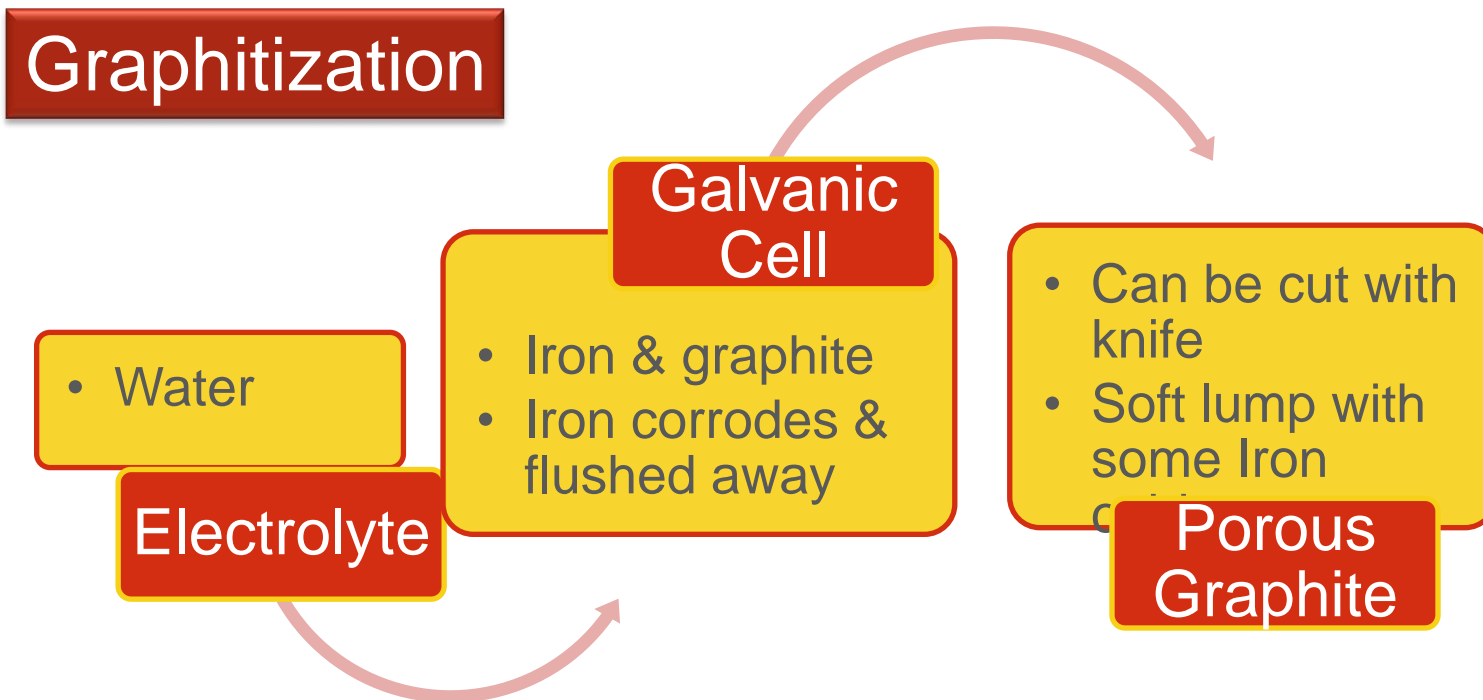 Graphitization
• Water
Electrolyte
Galvanic
Cell
• Iron & graphite
• Iron corrodes &
flushed away
• Can be cut with
knife
• Soft lump with
some Iron
Porous
Graphite